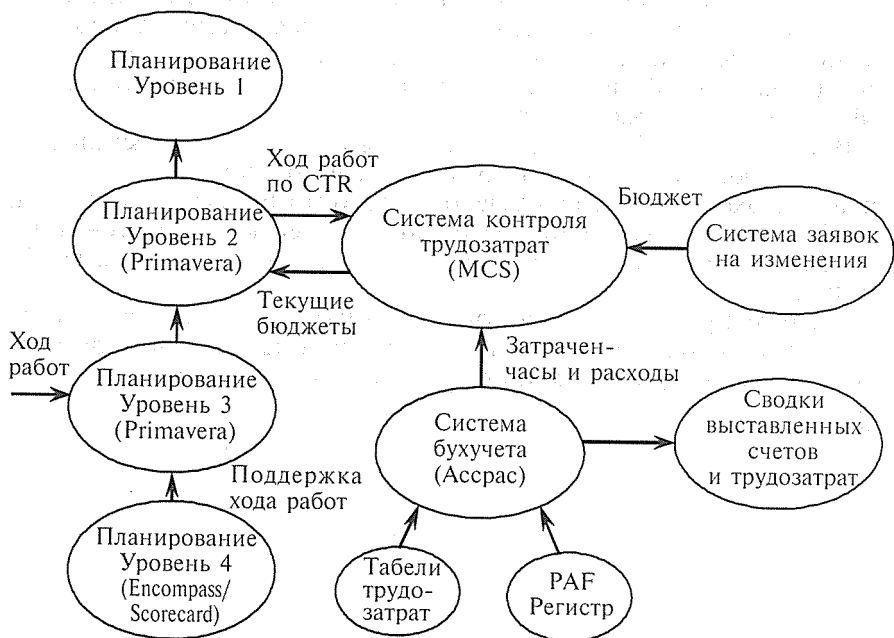 Планирование
Уровень 1
Ход работ
по CTR
Планирование
Уровень 2
(Primavera)
Система контроля
трудозатрат
(MCS)
Бюджет
Система заявок
на изменения
Текущие
бюджеты
Ход
работ
Планирование
Уровень 3
(Primavera)
Затрачен-
часы и расходы
Система
бухучета
(Accpac)
Сводки
выставленных
счетов
и трудозатрат
Поддержка
хода работ
Планирование
Уровень 4
(Encompass/
Scorecard)
Табели
трудо-
затрат
PAF
Регистр